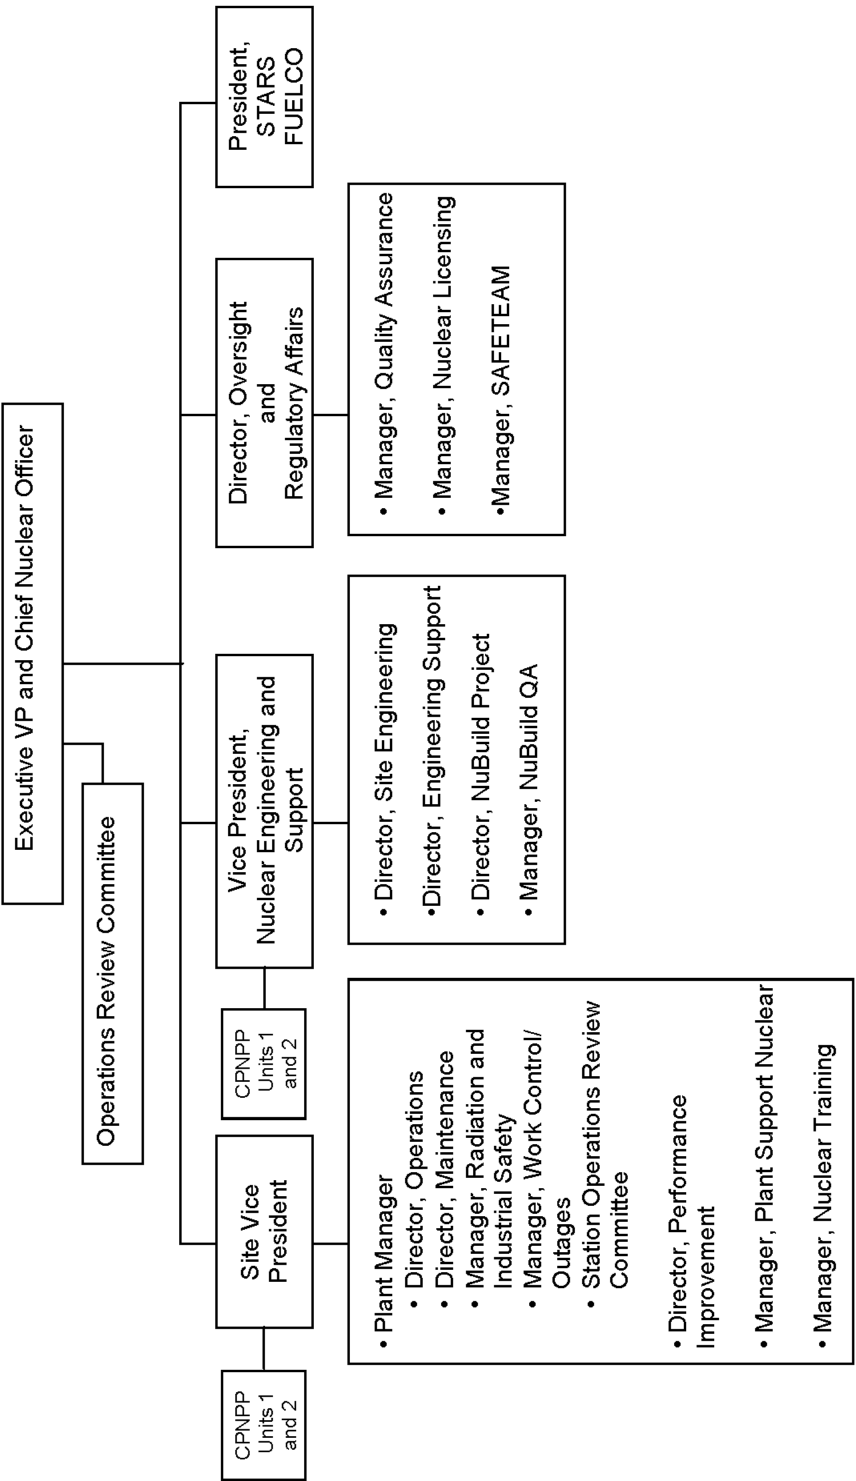 Executive VP and Chief Nuclear Officer
Operations Review Committee
CPNPP
Units 1
and 2
Site Vice
President
CPNPP
Units 1
and 2
Vice President,
Nuclear Engineering and
Support
Director, Oversight
and
Regulatory Affairs
President,
STARS
FUELCO
• Plant Manager
• Director, Operations
• Director, Maintenance
• Manager, Radiation and
Industrial Safety
• Manager, Work Control/
Outages
• Station Operations Review
Committee
• Director, Performance
Improvement
• Manager, Plant Support Nuclear
• Manager, Nuclear Training
• Director, Site Engineering
•Director, Engineering Support
• Director, NuBuild Project
• Manager, NuBuild QA
• Manager, Quality Assurance
• Manager, Nuclear Licensing
•Manager, SAFETEAM